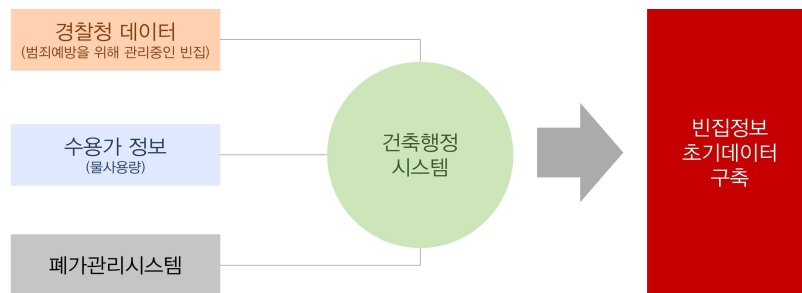 경찰청 데이터
(범죄예방을 위해 관리중인 빈집)
수용가 정보
(물사용량)
폐가관리시스템
건축행정
시스템
빈집정보
초기데이터
구축